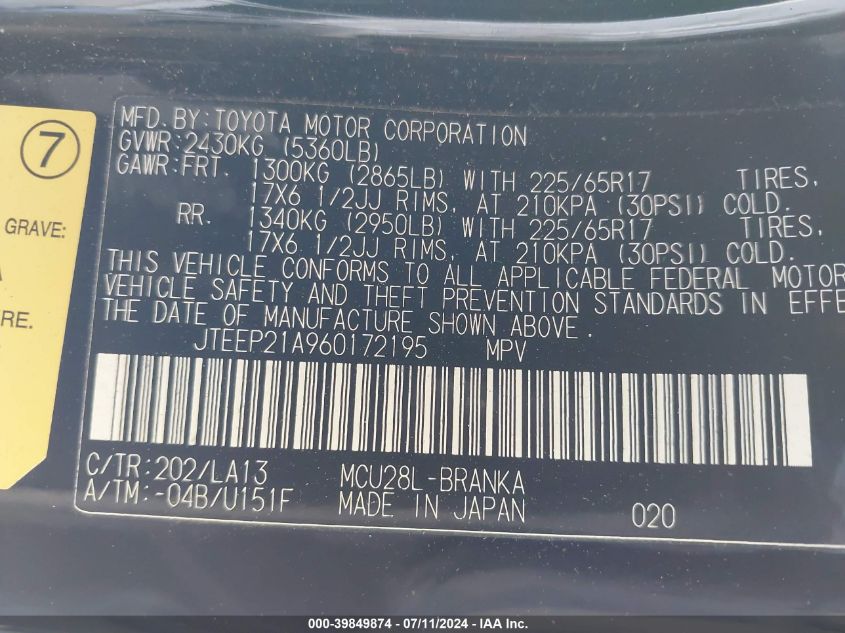 7
GRAVE:
RE.
MFD. BY: TOYOTA MOTOR CORPORATION
GVWR: 2430KG (5360LB)
GAWR: FRT. 1300KG (2865LB) WITH 225/65R17 TIRES,
17X6 1/2JJ RIMS, AT 210KPA (30PSI) COLD.
RR. 1340KG (2950LB) WITH 225/65R17 TIRES,
17X6 1/2JJ RIMS, AT 210KPA (30PSI) COLD.
THIS VEHICLE CONFORMS TO ALL APPLICABLE FEDERAL MOTOR
VEHICLE SAFETY AND THEFT PREVENTION STANDARDS IN EFFE
THE DATE OF MANUFACTURE SHOWN ABOVE.
JTEEP21A960172195 MPV
C/TR: 202/LA13 MCU28L-BRANKA
A/TM: -04B/U151F MADE IN JAPAN 020
000-39849874 / 07/11/2024 - IAA Inc.